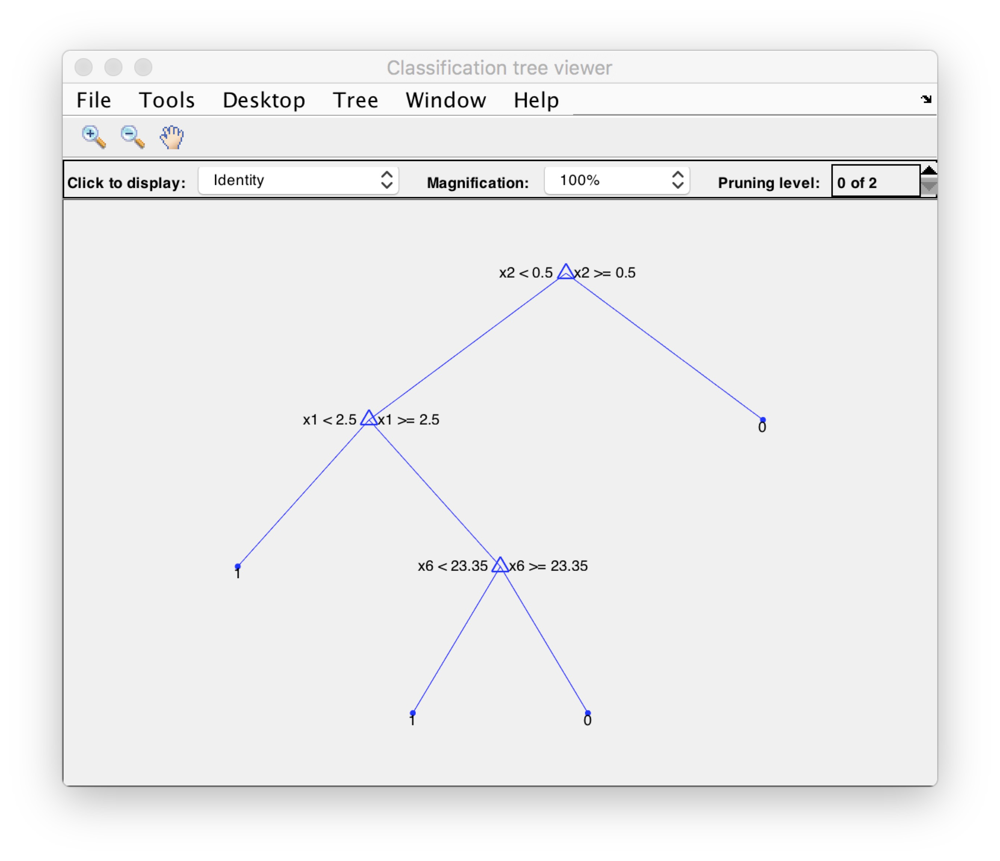 Classification tree viewer
File Tools Desktop Tree Window Help
Click to display: Identity Magnification: 100% Pruning level: 0 of 2
x2 < 0.5 x2 >= 0.5
x1 < 2.5 x1 >= 2.5
0
1
x6 < 23.35 x6 >= 23.35
1 0